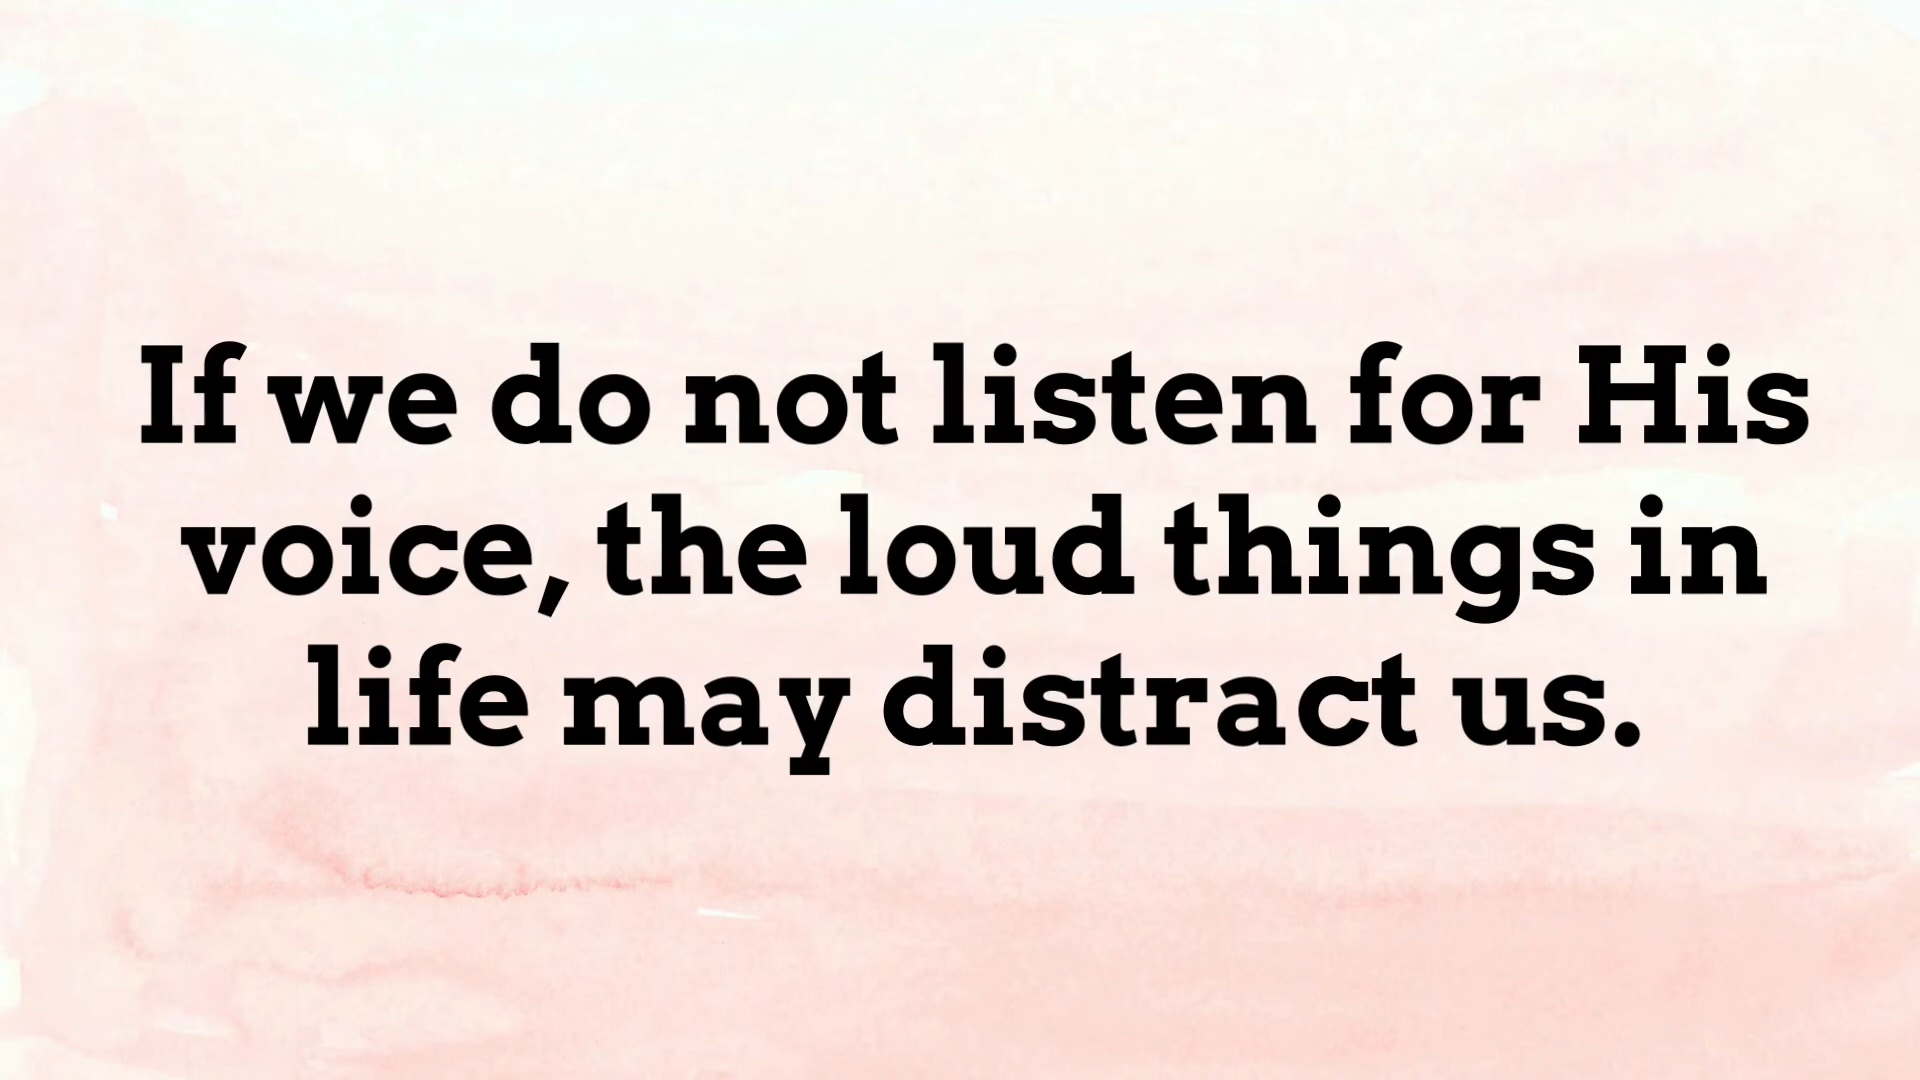 If we do not listen for His
voice, the loud things in
life may distract us.